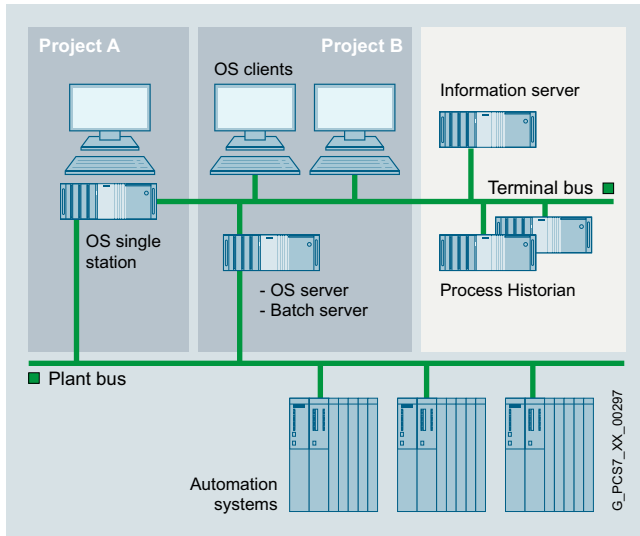 Project A
Project B
OS clients
Information server
Terminal bus
OS single
station
- OS server
- Batch server
Process Historian
Plant bus
Automation
systems
G_PCS7_XX_00297